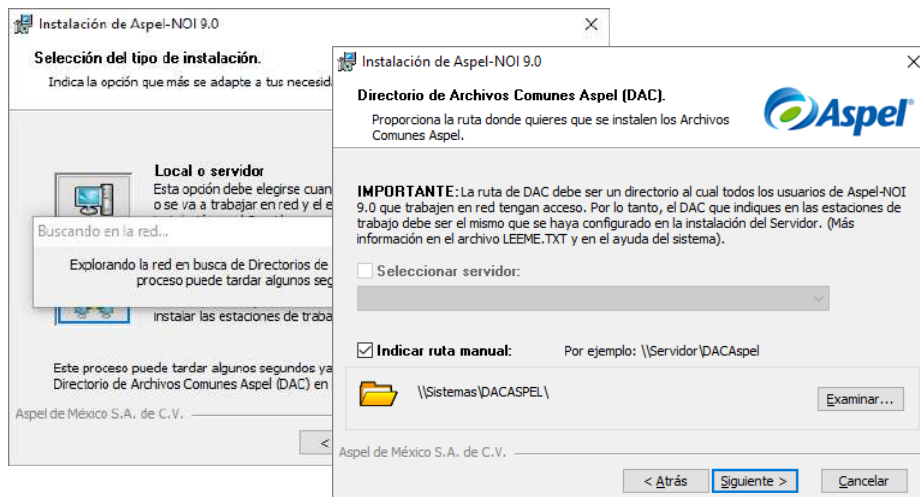 Instalación de Aspel-NOI 9.0
Selección del tipo de instalación.
Indica la opción que más se adapte a tus
Local o servidor
Esta opción debe elegirse
o se va a trabajar en red y el
Buscando en la red...
Explorando la red en busca de Directorios de
proceso puede tardar algunos
instalar las estaciones de
Este proceso puede tardar algunos segundos ya
Directorio de Archivos Comunes Aspel (DAC) en
Aspel de México S.A. de C.V.
<
Instalación de Aspel-NOI 9.0
Directorio de Archivos Comunes Aspel (DAC).
Proporciona la ruta donde quieres que se instalen los Archivos
Comunes Aspel.
Aspel
IMPORTANTE: La ruta de DAC debe ser un directorio al cual todos los usuarios de Aspel-NOI
9.0 que trabajen en red tengan acceso. Por lo tanto, el DAC que indiques en las estaciones de
trabajo debe ser el mismo que se haya configurado en la instalación del Servidor. (Más
información en el archivo LEEME.TXT y en el ayuda del sistema).
Seleccionar servidor:
Indicar ruta manual: Por ejemplo: \\Servidor\DACAspel
\\Sistemas\DACASPEL\
Examinar...
Aspel de México S.A. de C.V.
< Atrás Siguiente > Cancelar